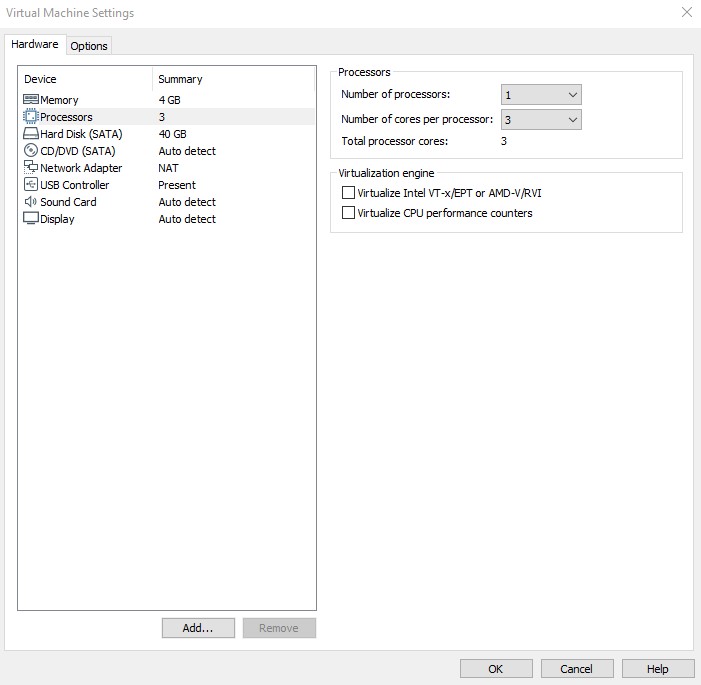 Virtual Machine Settings
Hardware
Options
Device Summary
Memory 4 GB
Processors 3
Hard Disk (SATA) 40 GB
CD/DVD (SATA) Auto detect
Network Adapter NAT
USB Controller Present
Sound Card Auto detect
Display Auto detect
Add...
Remove
Processors
Number of processors: 1
Number of cores per processor: 3
Total processor cores: 3
Virtualization engine
Virtualize Intel VT-x/EPT or AMD-V/RVI
Virtualize CPU performance counters
OK
Cancel
Help